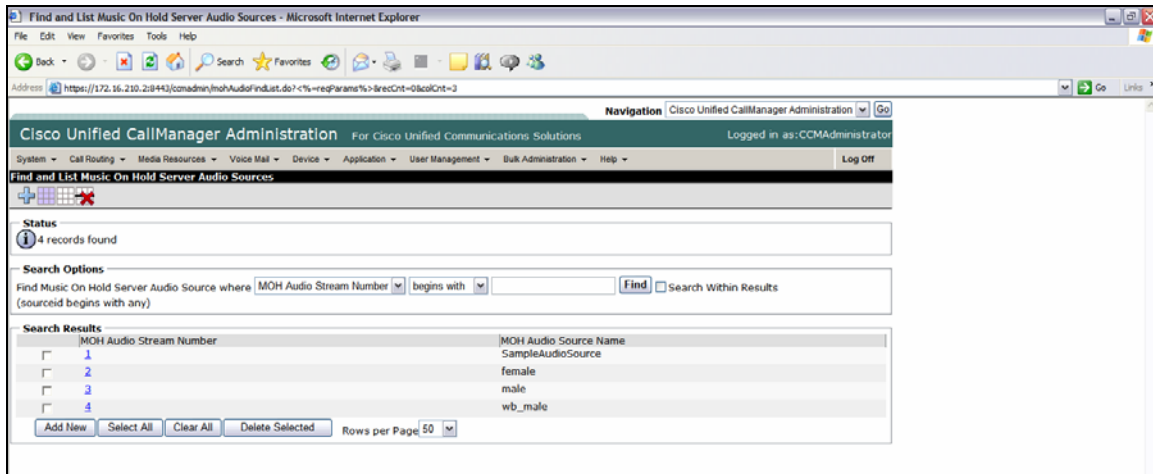 Find and List Music On Hold Server Audio Sources - Microsoft Internet Explorer
File Edit View Favorites Tools Help
Back Search Favorites
Address https://172.16.210.2:8443/ccmadmin/mohAudioFindList.do?<%=reqParams%>&recCnt=0&colCnt=3 Go Links
Navigation Cisco Unified CallManager Administration Go
Cisco Unified CallManager Administration For Cisco Unified Communications Solutions Logged in as:CCMAdministrator
System Call Routing Media Resources Voice Mail Device Application User Management Bulk Administration Help Log Off
Find and List Music On Hold Server Audio Sources
Status
i 4 records found
Search Options
Find Music On Hold Server Audio Source where MOH Audio Stream Number begins with Find Search Within Results
(sourceid begins with any)
Search Results
MOH Audio Stream Number MOH Audio Source Name
1 SampleAudioSource
2 female
3 male
4 wb_male
Add New Select All Clear All Delete Selected Rows per Page 50